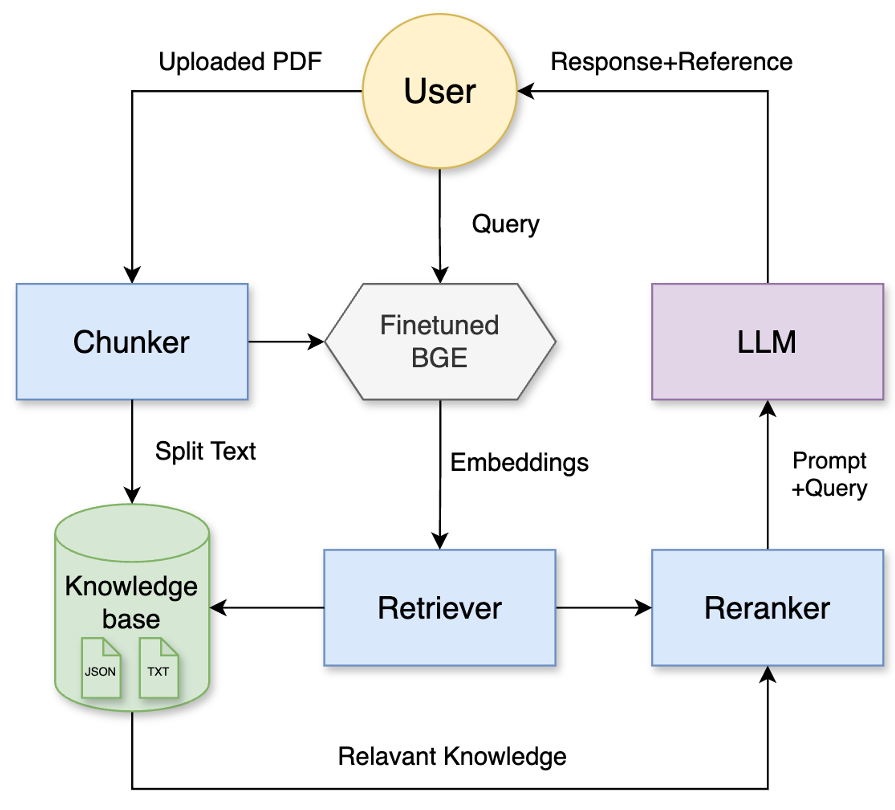 Uploaded PDF
User
Response+Reference
Query
Chunker
Finetuned
BGE
LLM
Split Text
Embeddings
Prompt
+Query
Knowledge
base
JSON
TXT
Retriever
Reranker
Relavant Knowledge